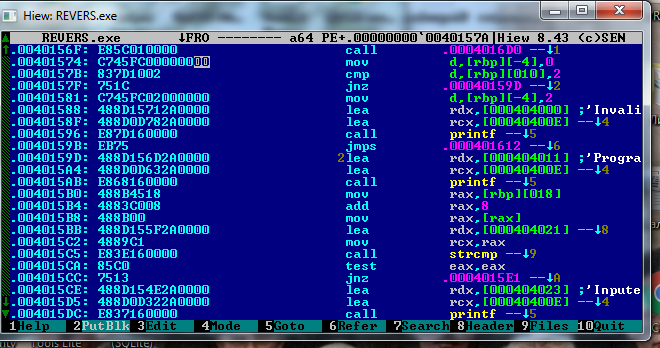 Hiew: REVERS.exe
REVERS.exe ↓FRO -------- a64 PE+.00000000`0040157A|Hiew 8.43 (c)SEN
.0040156F: E85C010000 call .0004016D0 --↓1
.00401574: C745FC00000000 mov d,[rbp][-4],0
.0040157B: 837D1002 cmp d,[rbp][010],2
.0040157F: 751C jnz .00040159D --↓2
.00401581: C745FC02000000 mov d,[rbp][-4],2
.00401588: 488D15712A0000 lea rdx,[000404000] ;'Invali
.0040158F: 488D0D782A0000 lea rcx,[00040400E] --↓4
.00401596: E87D160000 call printf --↓5
.0040159B: EB75 jmps .000401612 --↓6
.0040159D: 488D156D2A0000 2lea rdx,[000404011] ;'Progra
.004015A4: 488D0D632A0000 lea rcx,[00040400E] --↓4
.004015AB: E868160000 call printf --↓5
.004015B0: 488B4518 mov rax,[rbp][018]
.004015B4: 4883C008 add rax,8
.004015B8: 488B00 mov rax,[rax]
.004015BB: 488D155F2A0000 lea rdx,[000404021] --↓8
.004015C2: 4889C1 mov rcx,rax
.004015C5: E83E160000 call strcmp --↓9
.004015CA: 85C0 test eax,eax
.004015CC: 7513 jnz .0004015E1 --↓A
.004015CE: 488D154E2A0000 lea rdx,[000404023] ;'Inpute
.004015D5: 488D0D322A0000 lea rcx,[00040400E] --↓4
.004015DC: E837160000 call printf --↓5
1Help 2PutBlk 3Edit 4Mode 5Goto 6Refer 7Search 8Header 9Files 10Quit
Tools Lite (SQLite)